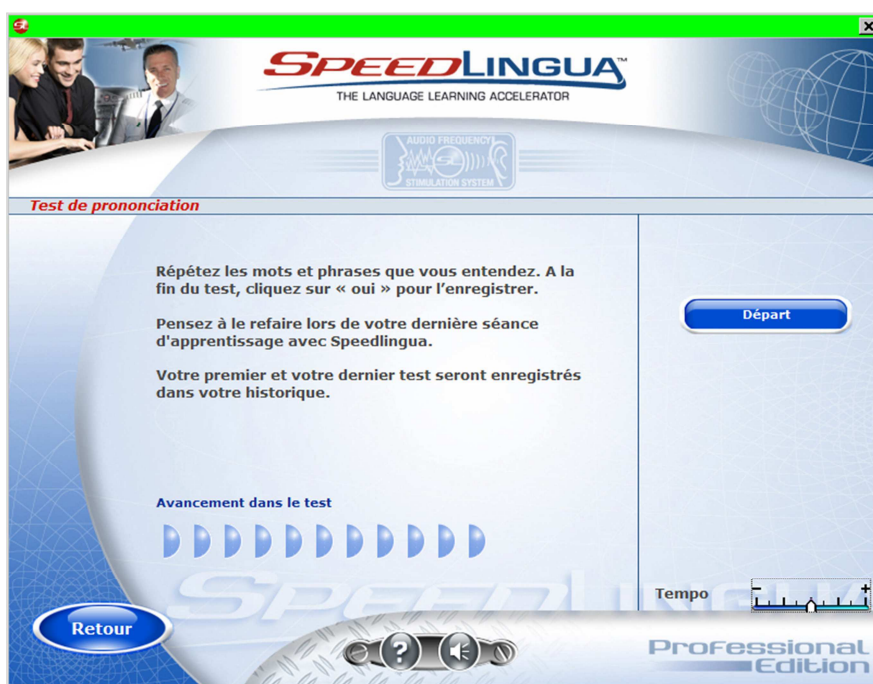 SPEEDLINGUA™
THE LANGUAGE LEARNING ACCELERATOR
AUDIO FREQUENCY
SL
STIMULATION SYSTEM
Test de prononciation
Répétez les mots et phrases que vous entendez. A la
fin du test, cliquez sur « oui » pour l'enregistrer.
Pensez à le refaire lors de votre dernière séance
d'apprentissage avec Speedlingua.
Votre premier et votre dernier test seront enregistrés
dans votre historique.
Départ
Avancement dans le test
Tempo
- +
SPEEDLINGUA
Retour
?
Professional
Edition